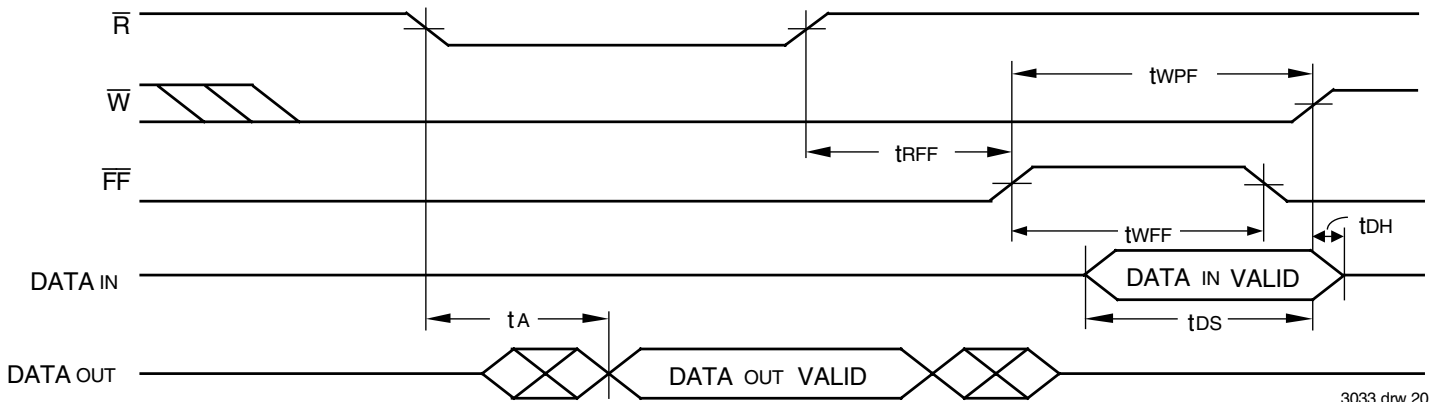 R̅
tWPF
W̅
tRFF
F̅F̅
tWFF
tDH
DATA IN
DATA IN VALID
tA
tDS
DATA OUT
DATA OUT VALID
3033 drw 20